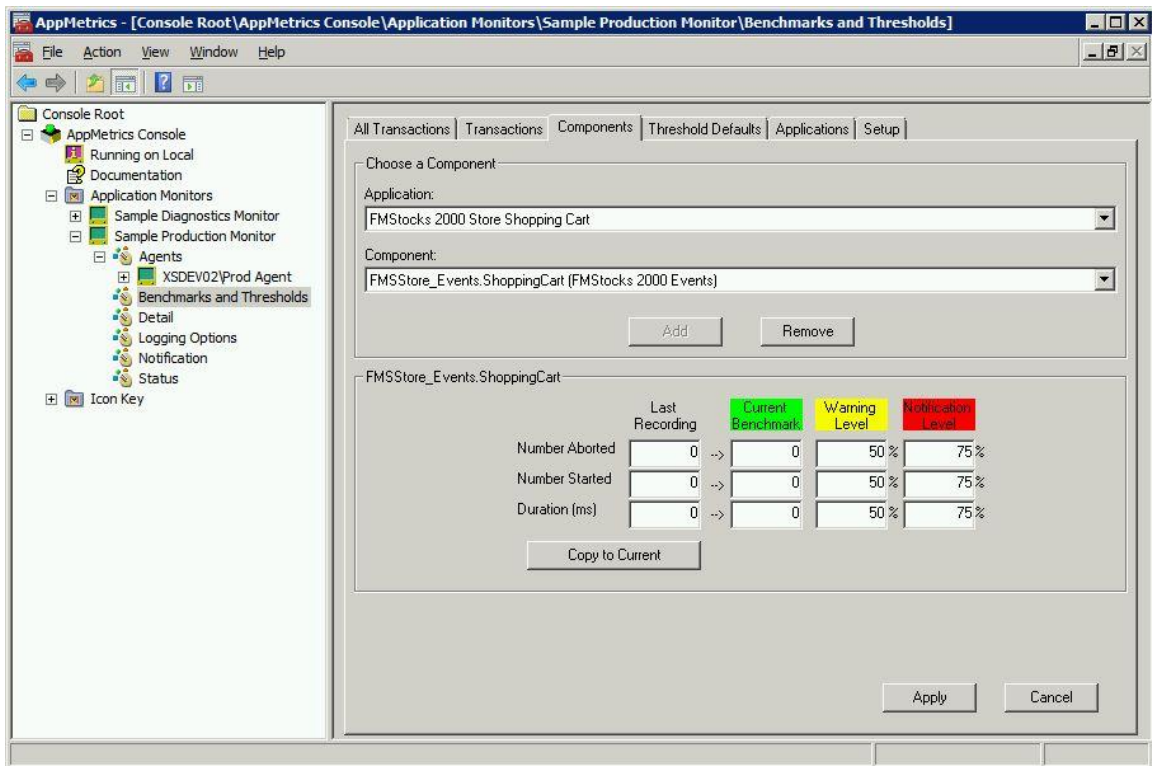 AppMetrics - [Console Root\AppMetrics Console\Application Monitors\Sample Production Monitor\Benchmarks and Thresholds]
File Action View Window Help
Console Root
AppMetrics Console
Running on Local
Documentation
Application Monitors
Sample Diagnostics Monitor
Sample Production Monitor
Agents
XSDEV02\Prod Agent
Benchmarks and Thresholds
Detail
Logging Options
Notification
Status
Icon Key
All Transactions Transactions Components Threshold Defaults Applications Setup
Choose a Component
Application:
FMStocks 2000 Store Shopping Cart
Component:
FMSStore_Events.ShoppingCart (FMStocks 2000 Events)
Add Remove
FMSStore_Events.ShoppingCart
Last Current Warning Notification
Recording Benchmark Level Level
Number Aborted 0 --> 0 50 % 75 %
Number Started 0 --> 0 50 % 75 %
Duration (ms) 0 --> 0 50 % 75 %
Copy to Current
Apply Cancel